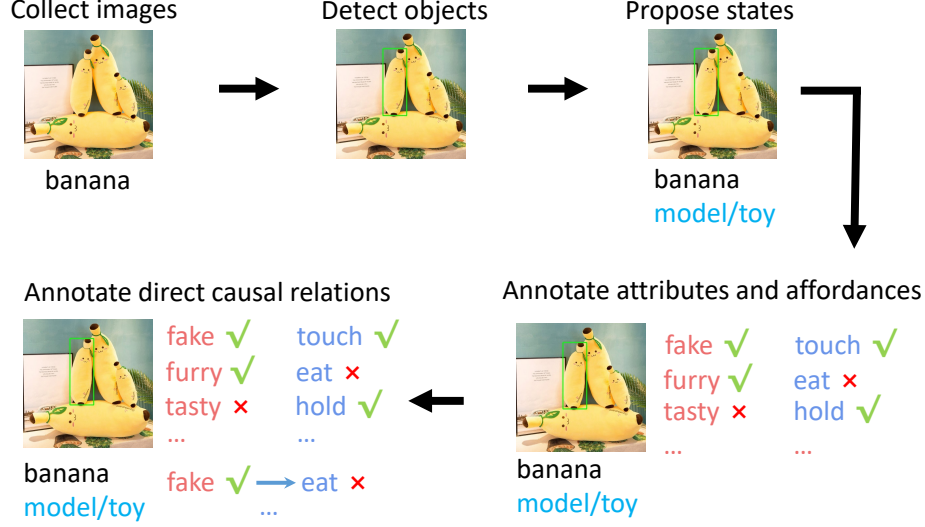 Collect images
Detect objects
Propose states
banana
banana
model/toy
Annotate direct causal relations
fake √ touch √
furry √ eat ×
tasty × hold √
... ...
banana
model/toy
fake √ → eat ×
...
Annotate attributes and affordances
fake √ touch √
furry √ eat ×
tasty × hold √
... ...
banana
model/toy